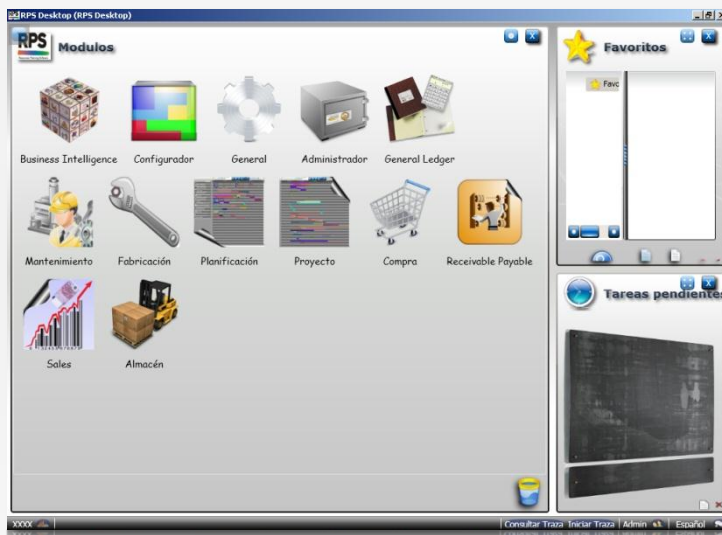 RPS Desktop (RPS Desktop)
RPS
Modulos
Business Intelligence
Configurador
General
Administrador
General Ledger
Mantenimiento
Fabricación
Planificación
Proyecto
Compra
Receivable Payable
Sales
Almacén
Favoritos
Favc
Tareas pendientes
XXXX
Consultar Traza
Iniciar Traza
Admin
Español